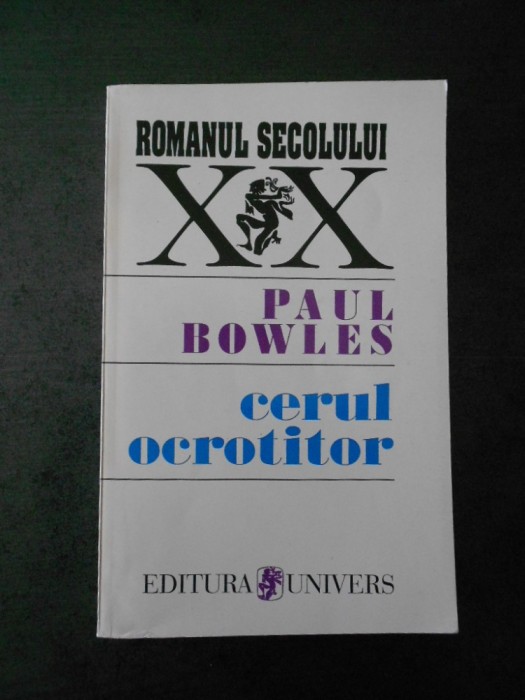 ROMANUL SECOLULUI
XX
PAUL
BOWLES
cerul
ocrotitor
EDITURA UNIVERS